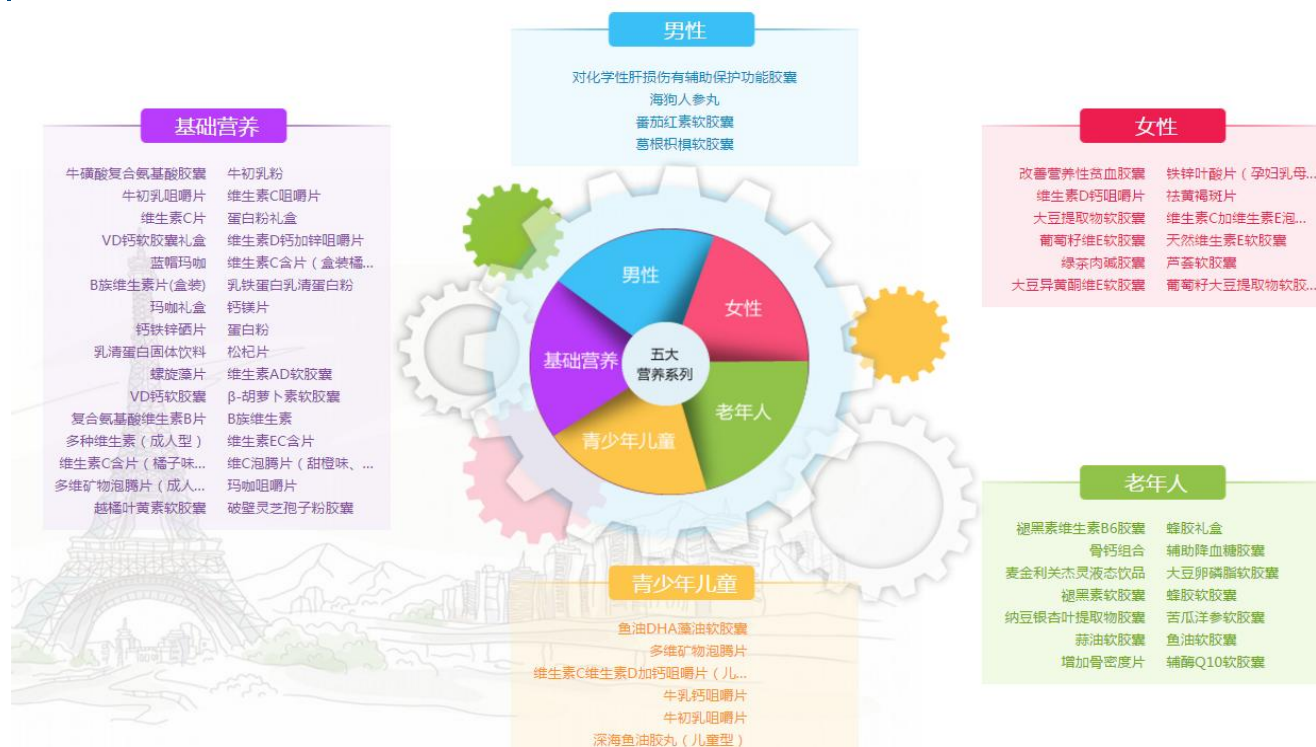 男性
对化学性肝损伤有辅助保护功能胶囊
海狗人参丸
番茄红素软胶囊
葛根枳椇软胶囊
基础营养
牛磺酸复合氨基酸胶囊 牛初乳粉
牛初乳咀嚼片 维生素C咀嚼片
维生素C片 蛋白粉礼盒
VD钙软胶囊礼盒 维生素D钙加锌咀嚼片
蓝帽玛咖 维生素C含片（盒装橘...
B族维生素片(盒装) 乳铁蛋白乳清蛋白粉
玛咖礼盒 钙镁片
钙铁锌硒片 蛋白粉
乳清蛋白固体饮料 松杞片
螺旋藻片 维生素AD软胶囊
VD钙软胶囊 β-胡萝卜素软胶囊
复合氨基酸维生素B片 B族维生素
多种维生素（成人型） 维生素EC含片
维生素C含片（橘子味... 维C泡腾片（甜橙味、...
多维矿物泡腾片（成人... 玛咖咀嚼片
越橘叶黄素软胶囊 破壁灵芝孢子粉胶囊
女性
改善营养性贫血胶囊 铁锌叶酸片（孕妇乳母...
维生素D钙咀嚼片 祛黄褐斑片
大豆提取物软胶囊 维生素C加维生素E泡...
葡萄籽维E软胶囊 天然维生素E软胶囊
绿茶肉碱胶囊 芦荟软胶囊
大豆异黄酮维E软胶囊 葡萄籽大豆提取物软胶...
男性
女性
基础营养
五大
营养系列
老年人
青少年儿童
老年人
褪黑素维生素B6胶囊 蜂胶礼盒
骨钙组合 辅助降血糖胶囊
麦金利关杰灵液态饮品 大豆卵磷脂软胶囊
褪黑素软胶囊 蜂胶软胶囊
纳豆银杏叶提取物胶囊 苦瓜洋参软胶囊
蒜油软胶囊 鱼油软胶囊
增加骨密度片 辅酶Q10软胶囊
青少年儿童
鱼油DHA藻油软胶囊
多维矿物泡腾片
维生素C维生素D加钙咀嚼片（儿...
牛乳钙咀嚼片
牛初乳咀嚼片
深海鱼油胶丸（儿童型）